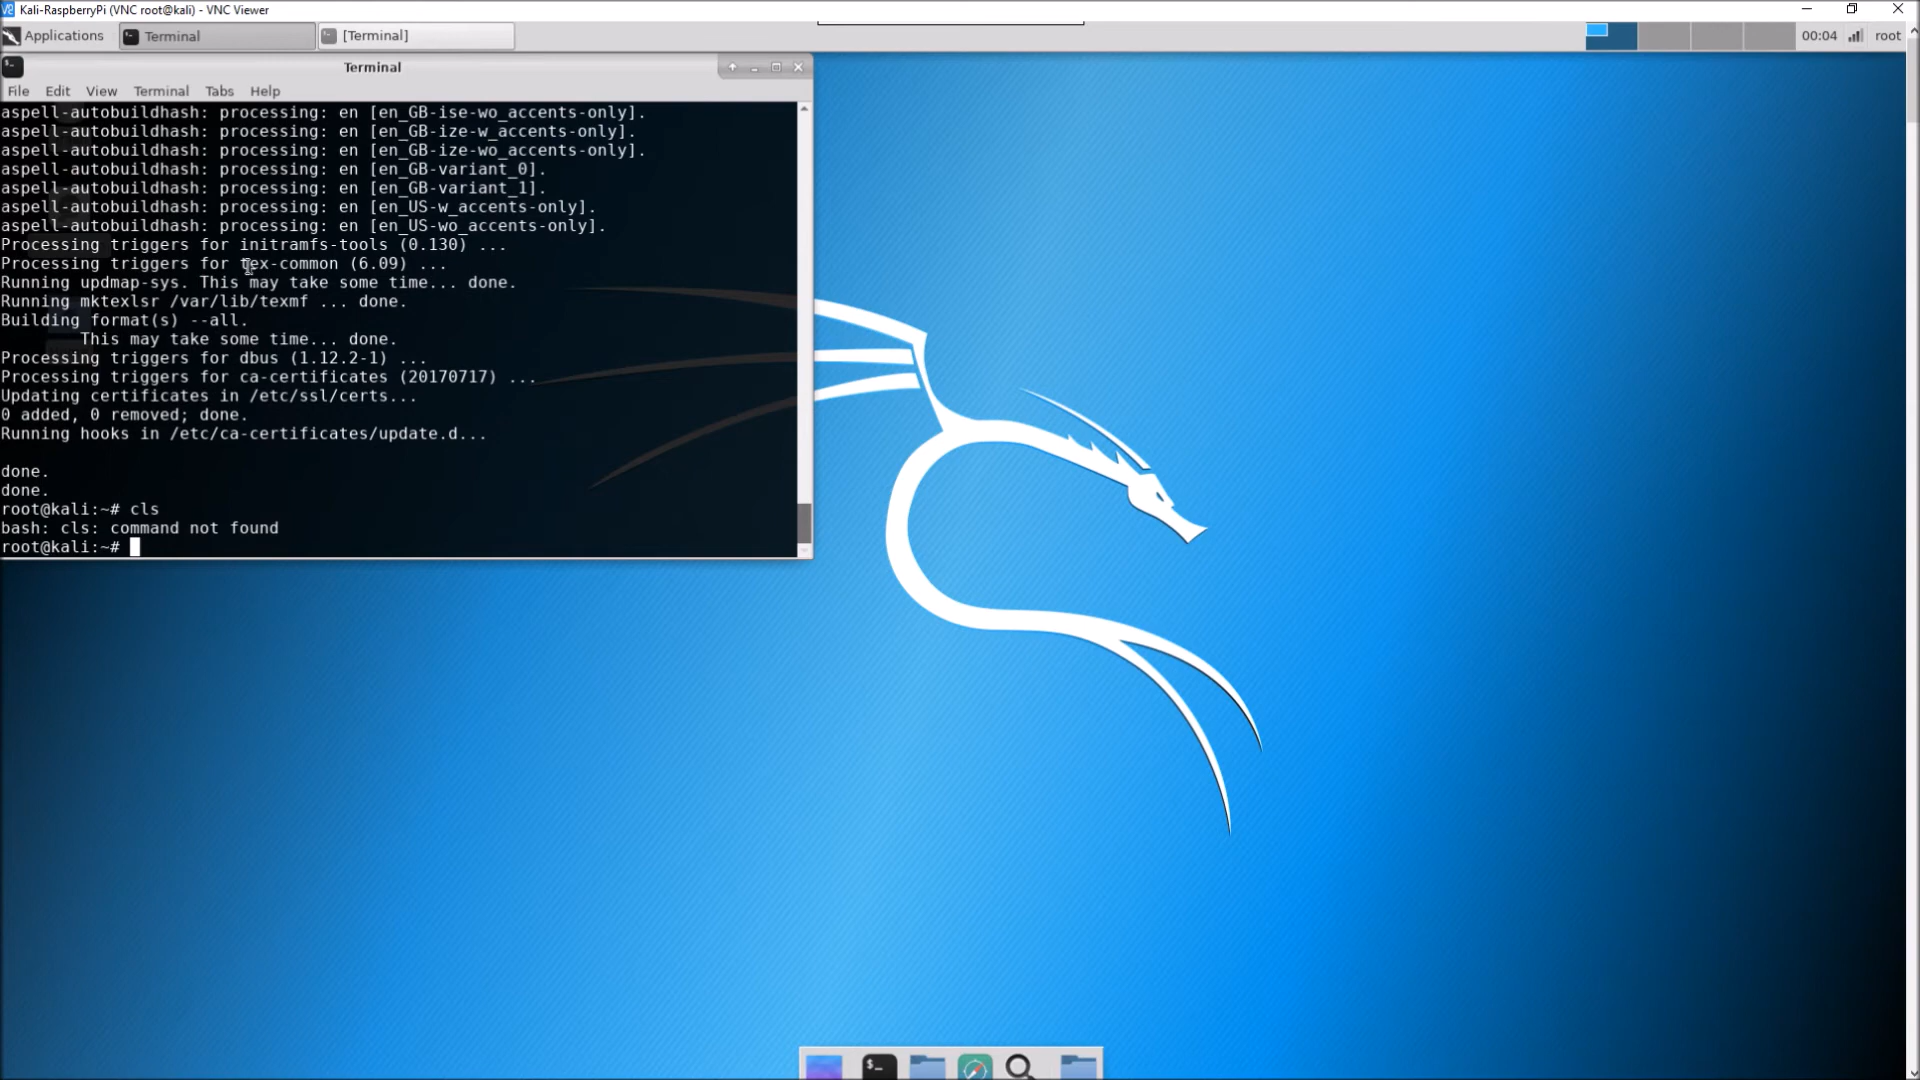 Kali-RaspberryPi (VNC root@kali) - VNC Viewer
Applications Terminal [Terminal] 00:04 root
Terminal
File Edit View Terminal Tabs Help
aspell-autobuildhash: processing: en [en_GB-ise-wo_accents-only].
aspell-autobuildhash: processing: en [en_GB-ize-w_accents-only].
aspell-autobuildhash: processing: en [en_GB-ize-wo_accents-only].
aspell-autobuildhash: processing: en [en_GB-variant_0].
aspell-autobuildhash: processing: en [en_GB-variant_1].
aspell-autobuildhash: processing: en [en_US-w_accents-only].
aspell-autobuildhash: processing: en [en_US-wo_accents-only].
Processing triggers for initramfs-tools (0.130) ...
Processing triggers for tex-common (6.09) ...
Running updmap-sys. This may take some time... done.
Running mktexlsr /var/lib/texmf ... done.
Building format(s) --all.
This may take some time... done.
Processing triggers for dbus (1.12.2-1) ...
Processing triggers for ca-certificates (20170717) ...
Updating certificates in /etc/ssl/certs...
0 added, 0 removed; done.
Running hooks in /etc/ca-certificates/update.d...
done.
done.
root@kali:~# cls
bash: cls: command not found
root@kali:~#